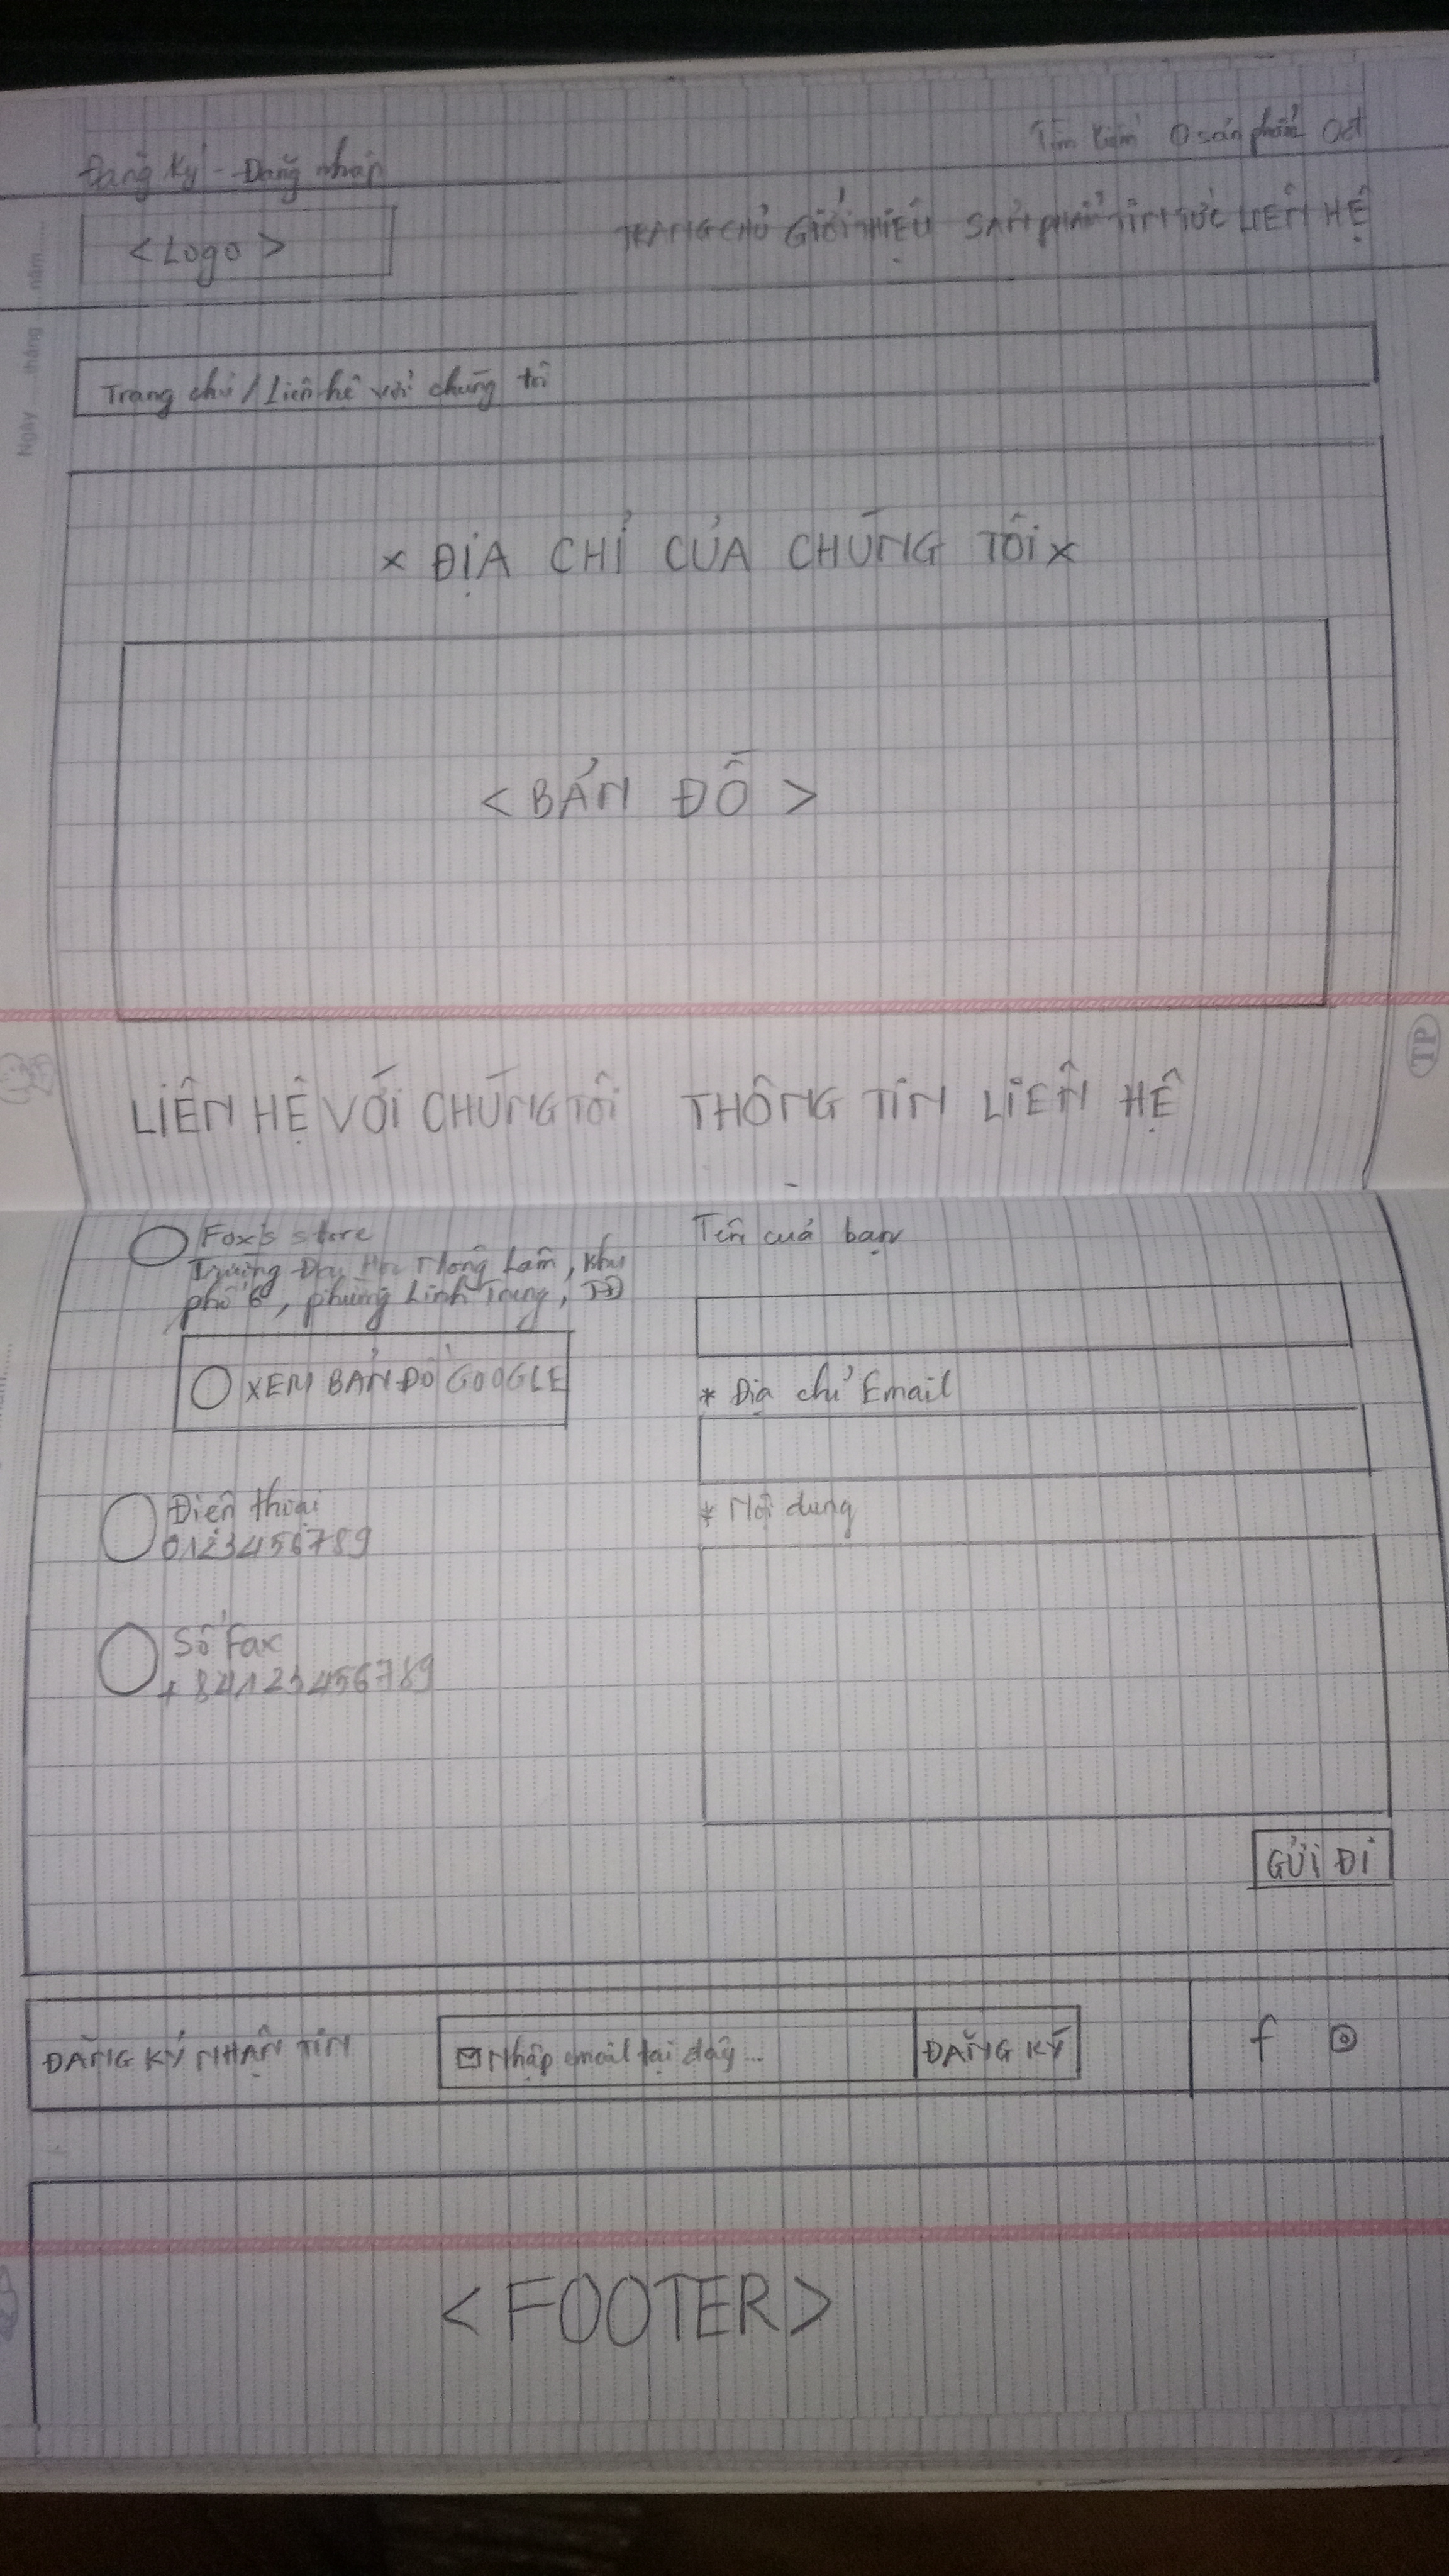 Đăng Ký - Đăng nhập
Tìm kiếm 0 sản phẩm 0đ
<Logo>
TRANG CHỦ GIỚI THIỆU SẢN PHẨM TIN TỨC LIÊN HỆ
Ngày ..... tháng ..... năm.....
Trang chủ / Liên hệ với chúng tôi
x ĐỊA CHỈ CỦA CHÚNG TÔI x
<BẢN ĐỒ>
TP
LIÊN HỆ VỚI CHÚNG TÔI
THÔNG TIN LIÊN HỆ
Fox's store
Trường Đại Học Nông Lâm, khu
phố 6, phường Linh Trung, TĐ
XEM BẢN ĐỒ GOOGLE
Điện thoại
0123456789
Số Fax
+84123456789
Tên của bạn
* Địa chỉ Email
* Nội dung
GỬI ĐI
ĐĂNG KÝ NHẬN TIN
Nhập email tại đây...
ĐĂNG KÝ
f
<FOOTER>